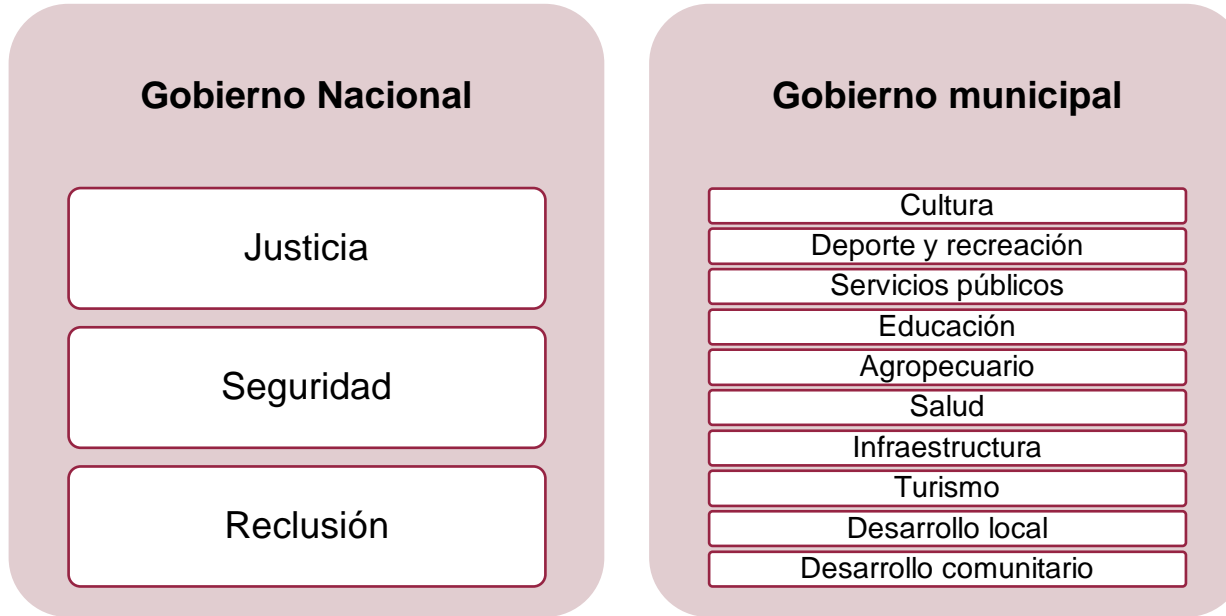 Gobierno Nacional
Justicia
Seguridad
Reclusión
Gobierno municipal
Cultura
Deporte y recreación
Servicios públicos
Educación
Agropecuario
Salud
Infraestructura
Turismo
Desarrollo local
Desarrollo comunitario